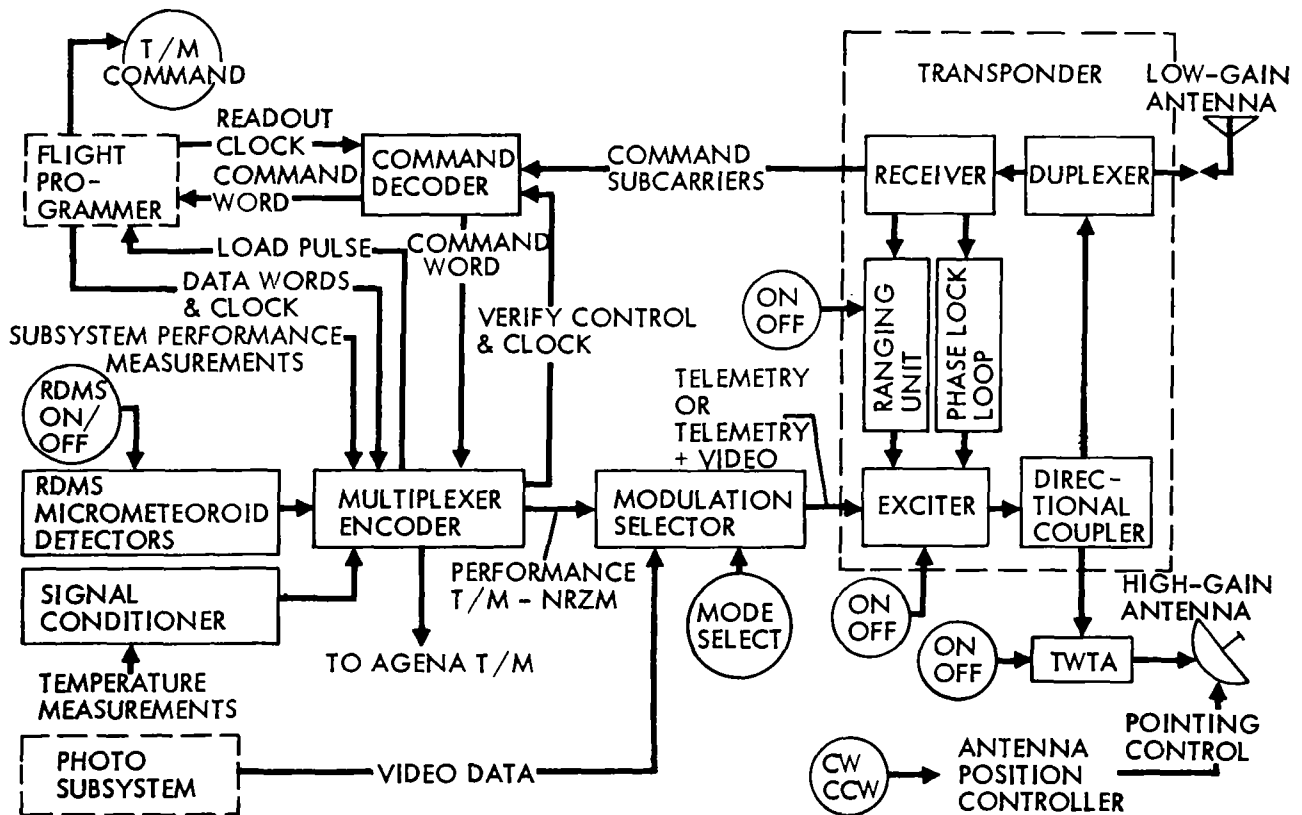 T/M
COMMAND
TRANSPONDER
LOW-GAIN
ANTENNA
READOUT
CLOCK
FLIGHT
PRO-
GRAMMER
COMMAND
DECODER
COMMAND
WORD
COMMAND
SUBCARRIERS
RECEIVER
DUPLEXER
LOAD PULSE
COMMAND
WORD
DATA WORDS
& CLOCK
SUBSYSTEM PERFORMANCE
MEASUREMENTS
VERIFY CONTROL
& CLOCK
ON
OFF
RANGING
UNIT
PHASE LOCK
LOOP
RDMS
ON/
OFF
TELEMETRY
OR
TELEMETRY
+ VIDEO
RDMS
MICROMETEOROID
DETECTORS
MULTIPLEXER
ENCODER
MODULATION
SELECTOR
EXCITER
DIREC-
TIONAL
COUPLER
SIGNAL
CONDITIONER
PERFORMANCE
T/M - NRZM
MODE
SELECT
ON
OFF
HIGH-GAIN
ANTENNA
TO AGENA T/M
ON
OFF
TWTA
TEMPERATURE
MEASUREMENTS
POINTING
CONTROL
PHOTO
SUBSYSTEM
VIDEO DATA
CW
CCW
ANTENNA
POSITION
CONTROLLER